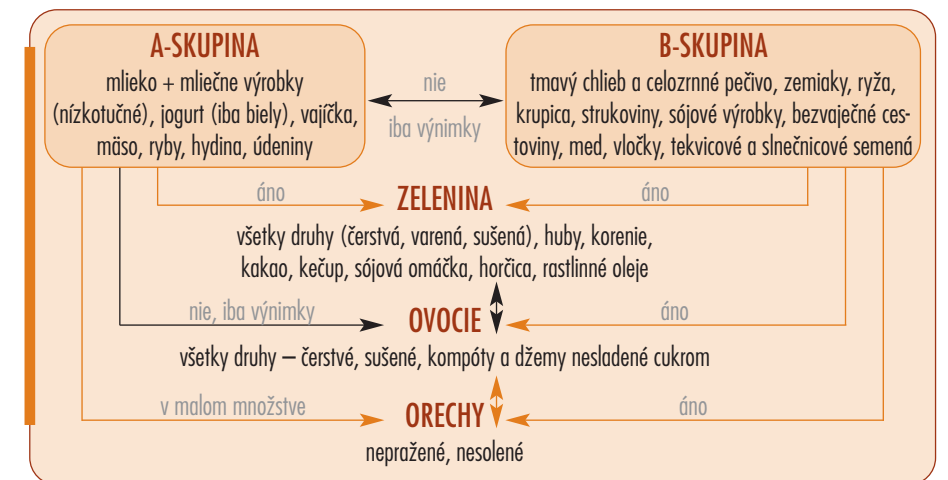 A-SKUPINA
mlieko + mliečne výrobky
(nízkotučné), jogurt (iba biely), vajíčka,
mäso, ryby, hydina, údeniny
nie
iba výnimky
B-SKUPINA
tmavý chlieb a celozrnné pečivo, zemiaky, ryža,
krupica, strukoviny, sójové výrobky, bezvaječné ces-
toviny, med, vločky, tekvicové a slnečnicové semená
áno
ZELENINA
áno
všetky druhy (čerstvá, varená, sušená), huby, korenie,
kakao, kečup, sójová omáčka, horčica, rastlinné oleje
nie, iba výnimky
OVOCIE
áno
všetky druhy – čerstvé, sušené, kompóty a džemy nesladené cukrom
v malom množstve
ORECHY
áno
nepražené, nesolené